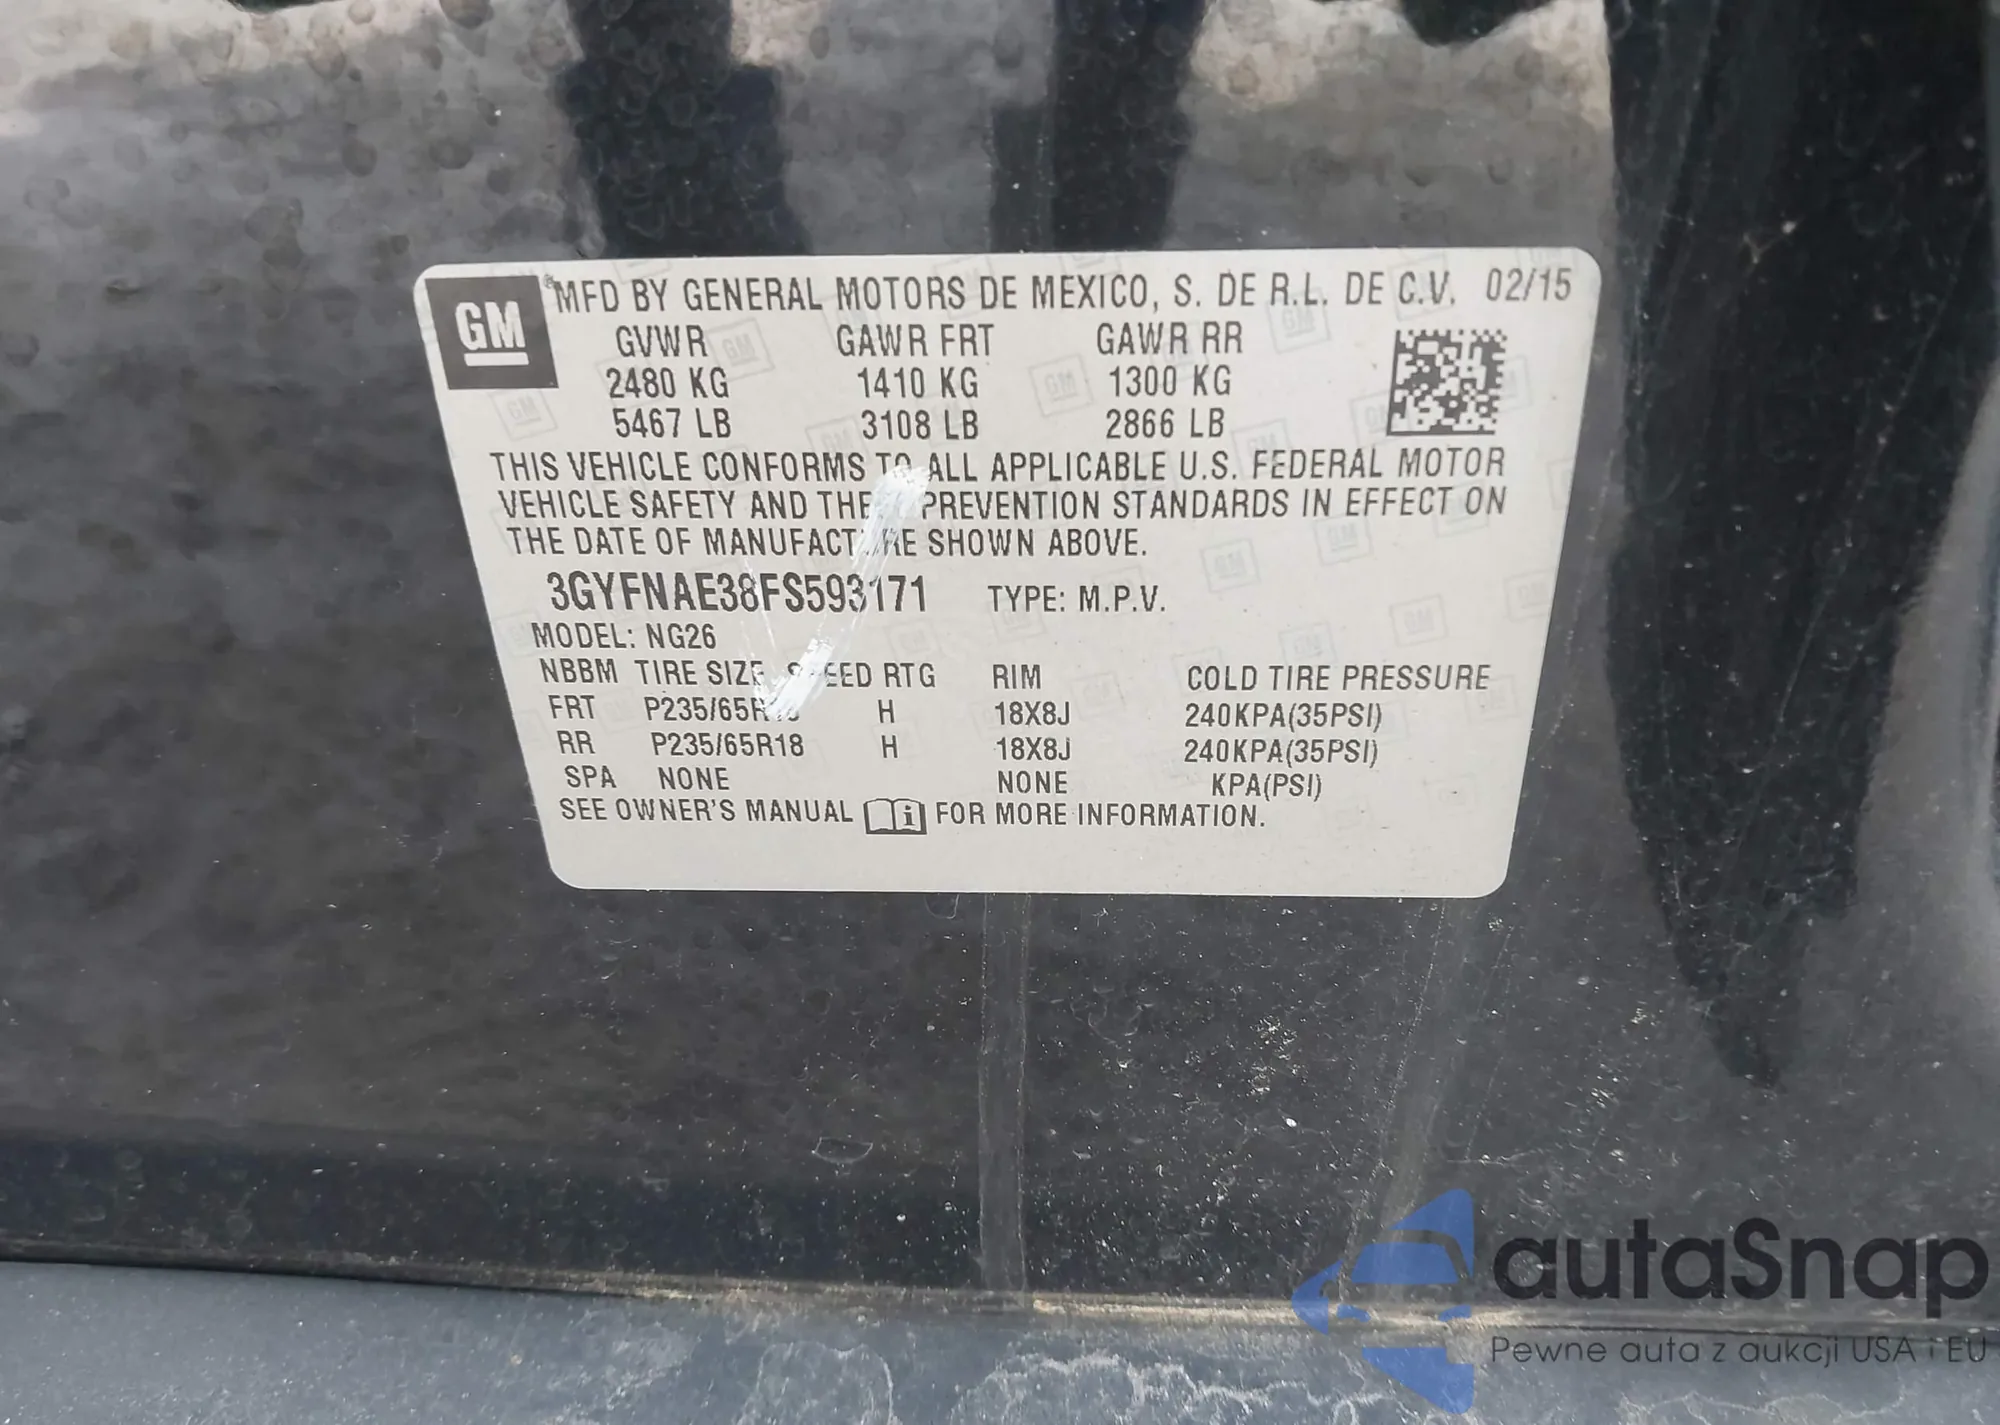 GM
® MFD BY GENERAL MOTORS DE MEXICO, S. DE R.L. DE C.V. 02/15
GVWR GAWR FRT GAWR RR
2480 KG 1410 KG 1300 KG
5467 LB 3108 LB 2866 LB
THIS VEHICLE CONFORMS TO ALL APPLICABLE U.S. FEDERAL MOTOR
VEHICLE SAFETY AND PREVENTION STANDARDS IN EFFECT ON
THE DATE OF MANUFACTURE SHOWN ABOVE.
3GYFNAE38FS593171 TYPE: M.P.V.
MODEL: NG26
NBBM TIRE SIZE SPEED RTG RIM COLD TIRE PRESSURE
FRT P235/65R18 H 18X8J 240KPA(35PSI)
RR P235/65R18 H 18X8J 240KPA(35PSI)
SPA NONE NONE KPA(PSI)
SEE OWNER'S MANUAL i FOR MORE INFORMATION.
autaSnap
Pewne auta z aukcji USA i EU